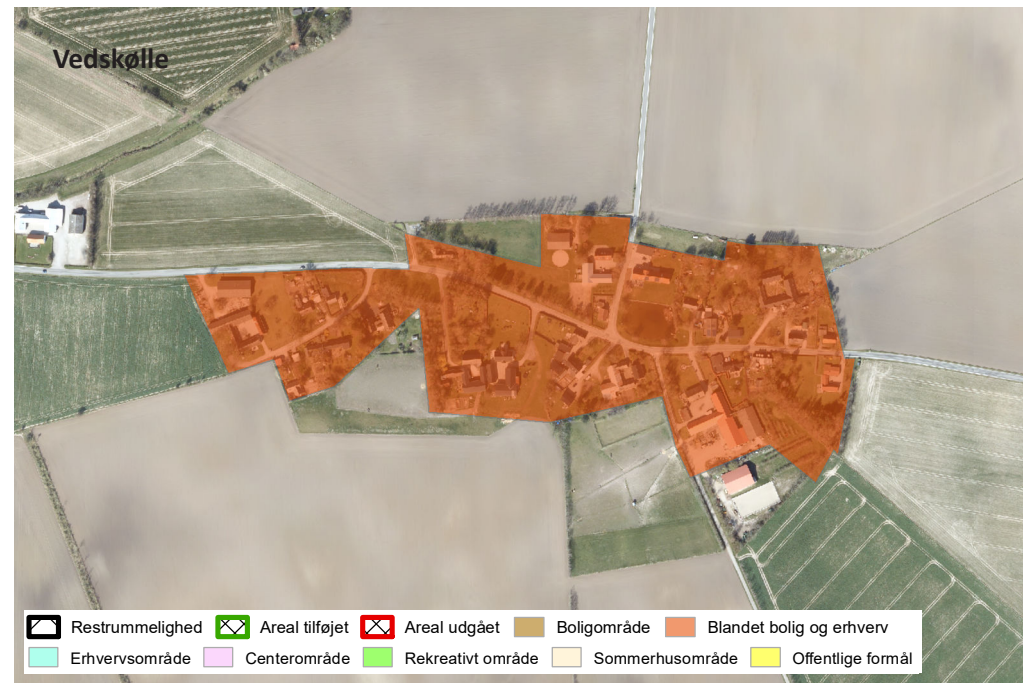 Vedskølle
Restrummelighed Areal tilføjet Areal udgået Boligområde Blandet bolig og erhverv
Erhvervsområde Centerområde Rekreativt område Sommerhusområde Offentlige formål